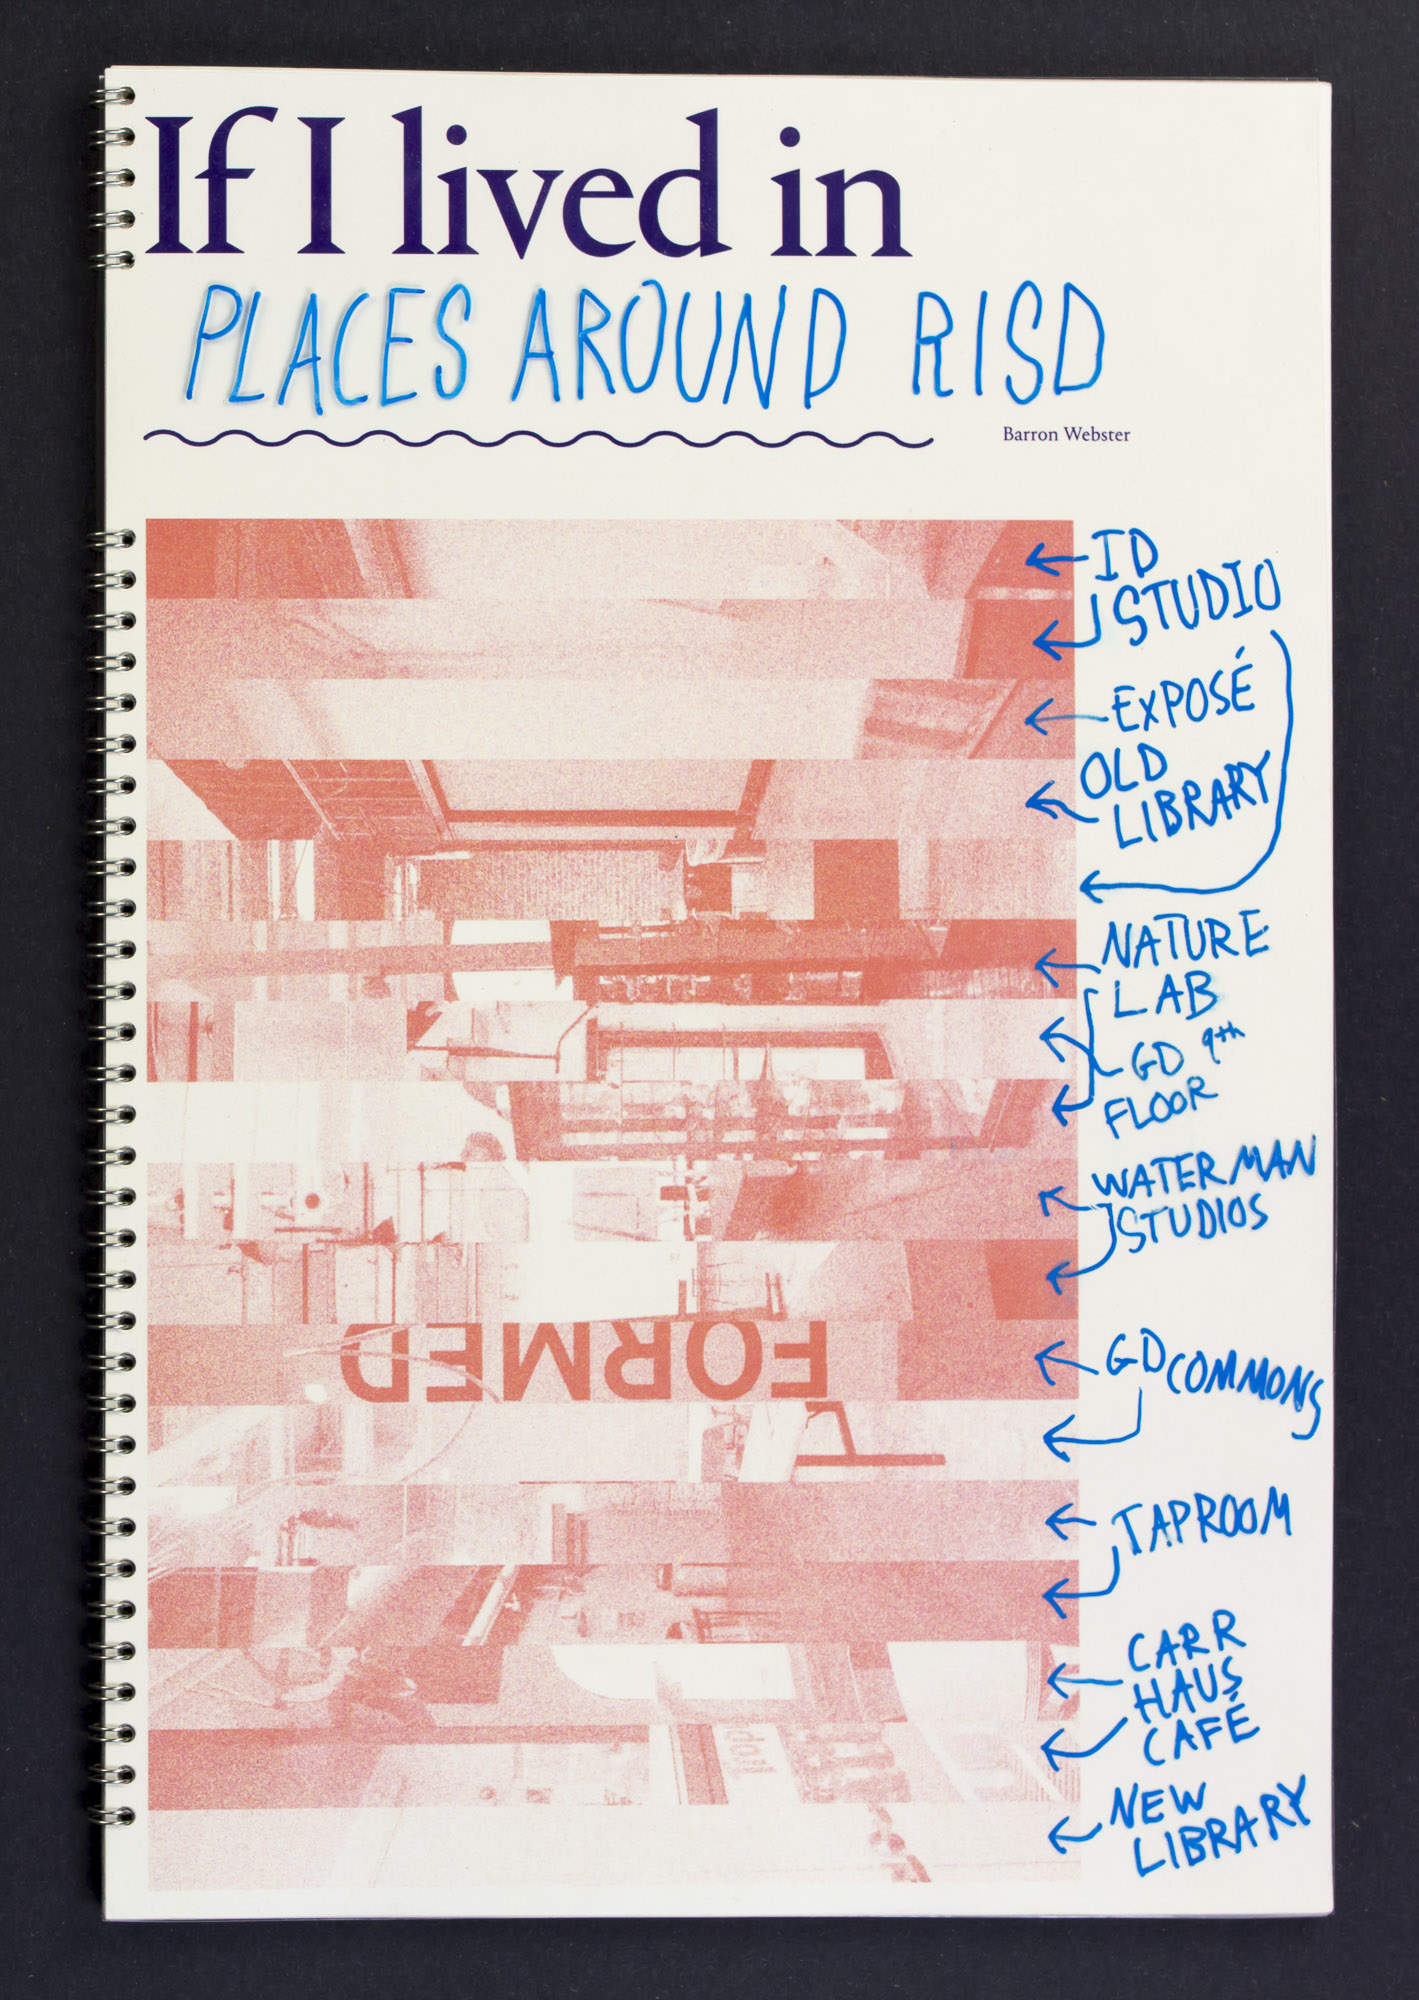 If I lived in
PLACES AROUND RISD
Barron Webster
ID
STUDIO
EXPOSÉ
OLD
LIBRARY
NATURE
LAB
GD 9th
FLOOR
WATERMAN
STUDIOS
FORMED
GD COMMONS
TAPROOM
CARR
HAUS
CAFÉ
NEW
LIBRARY